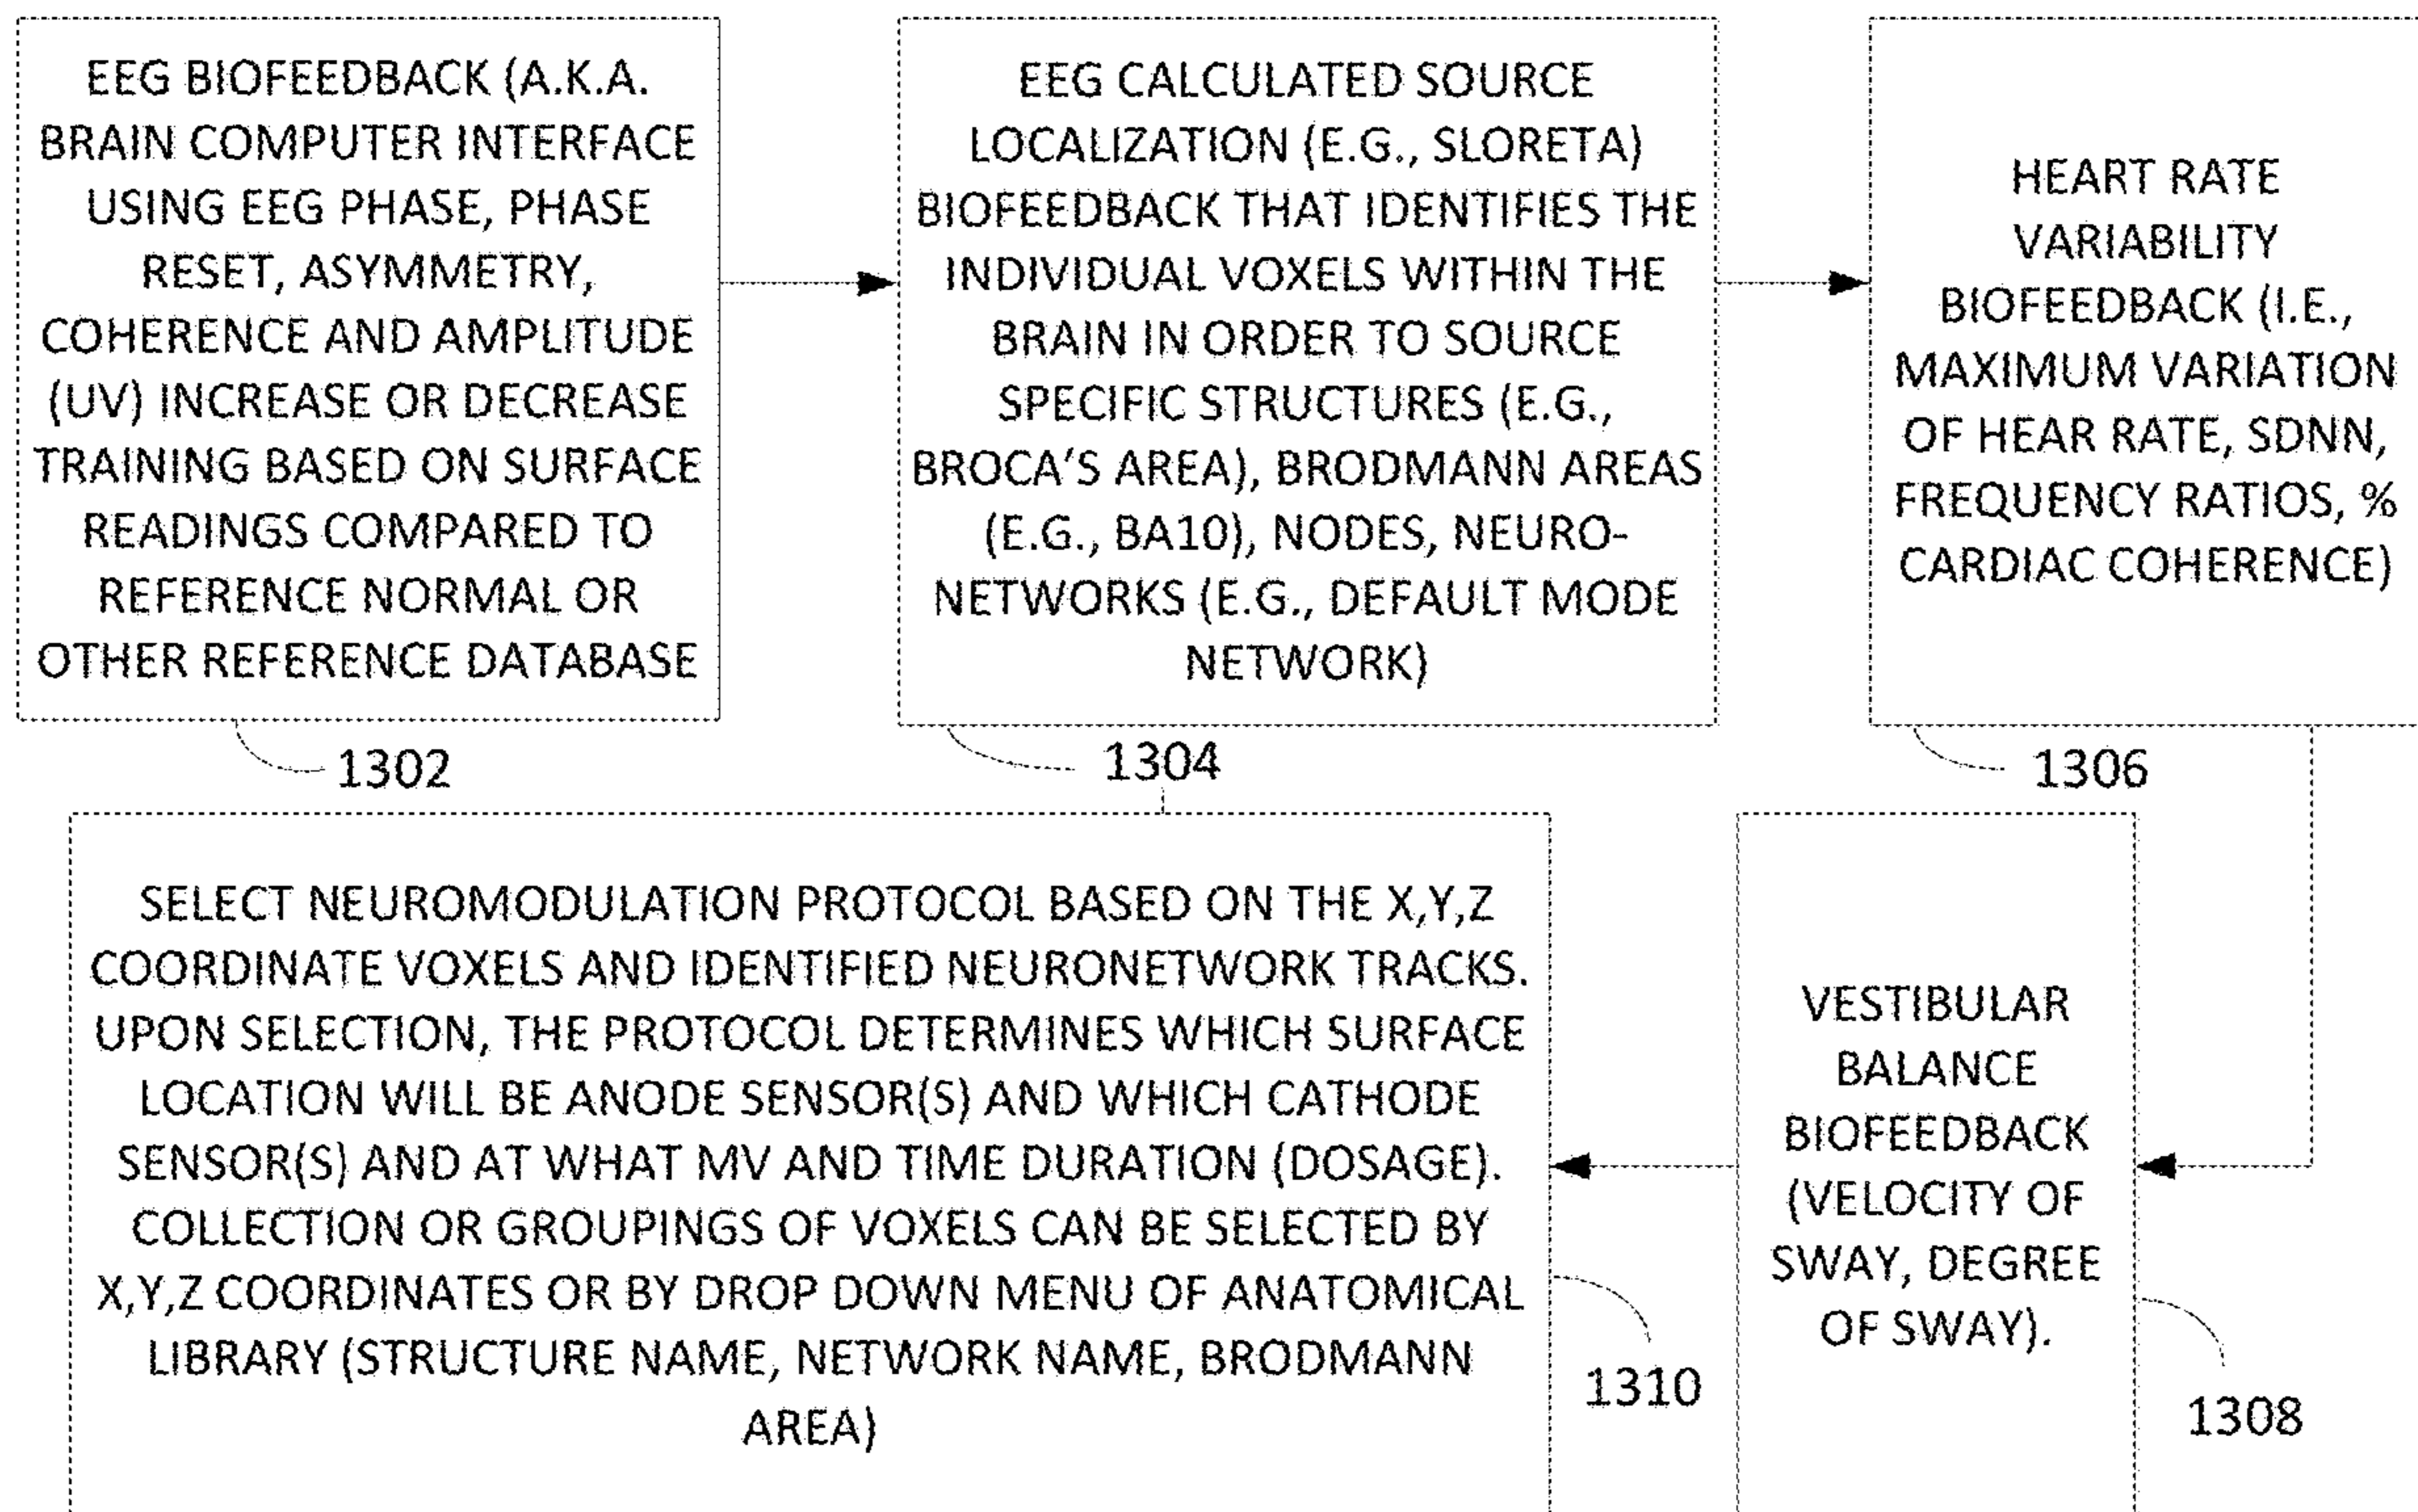 EEG BIOFEEDBACK (A.K.A.
BRAIN COMPUTER INTERFACE
USING EEG PHASE, PHASE
RESET, ASYMMETRY,
COHERENCE AND AMPLITUDE
(UV) INCREASE OR DECREASE
TRAINING BASED ON SURFACE
READINGS COMPARED TO
REFERENCE NORMAL OR
OTHER REFERENCE DATABASE
1302
EEG CALCULATED SOURCE
LOCALIZATION (E.G., SLORETA)
BIOFEEDBACK THAT IDENTIFIES THE
INDIVIDUAL VOXELS WITHIN THE
BRAIN IN ORDER TO SOURCE
SPECIFIC STRUCTURES (E.G.,
BROCA'S AREA), BRODMANN AREAS
(E.G., BA10), NODES, NEURO-
NETWORKS (E.G., DEFAULT MODE
NETWORK)
1304
HEART RATE
VARIABILITY
BIOFEEDBACK (I.E.,
MAXIMUM VARIATION
OF HEAR RATE, SDNN,
FREQUENCY RATIOS, %
CARDIAC COHERENCE)
1306
SELECT NEUROMODULATION PROTOCOL BASED ON THE X,Y,Z
COORDINATE VOXELS AND IDENTIFIED NEURONETWORK TRACKS.
UPON SELECTION, THE PROTOCOL DETERMINES WHICH SURFACE
LOCATION WILL BE ANODE SENSOR(S) AND WHICH CATHODE
SENSOR(S) AND AT WHAT MV AND TIME DURATION (DOSAGE).
COLLECTION OR GROUPINGS OF VOXELS CAN BE SELECTED BY
X,Y,Z COORDINATES OR BY DROP DOWN MENU OF ANATOMICAL
LIBRARY (STRUCTURE NAME, NETWORK NAME, BRODMANN
AREA)
1310
VESTIBULAR
BALANCE
BIOFEEDBACK
(VELOCITY OF
SWAY, DEGREE
OF SWAY).
1308